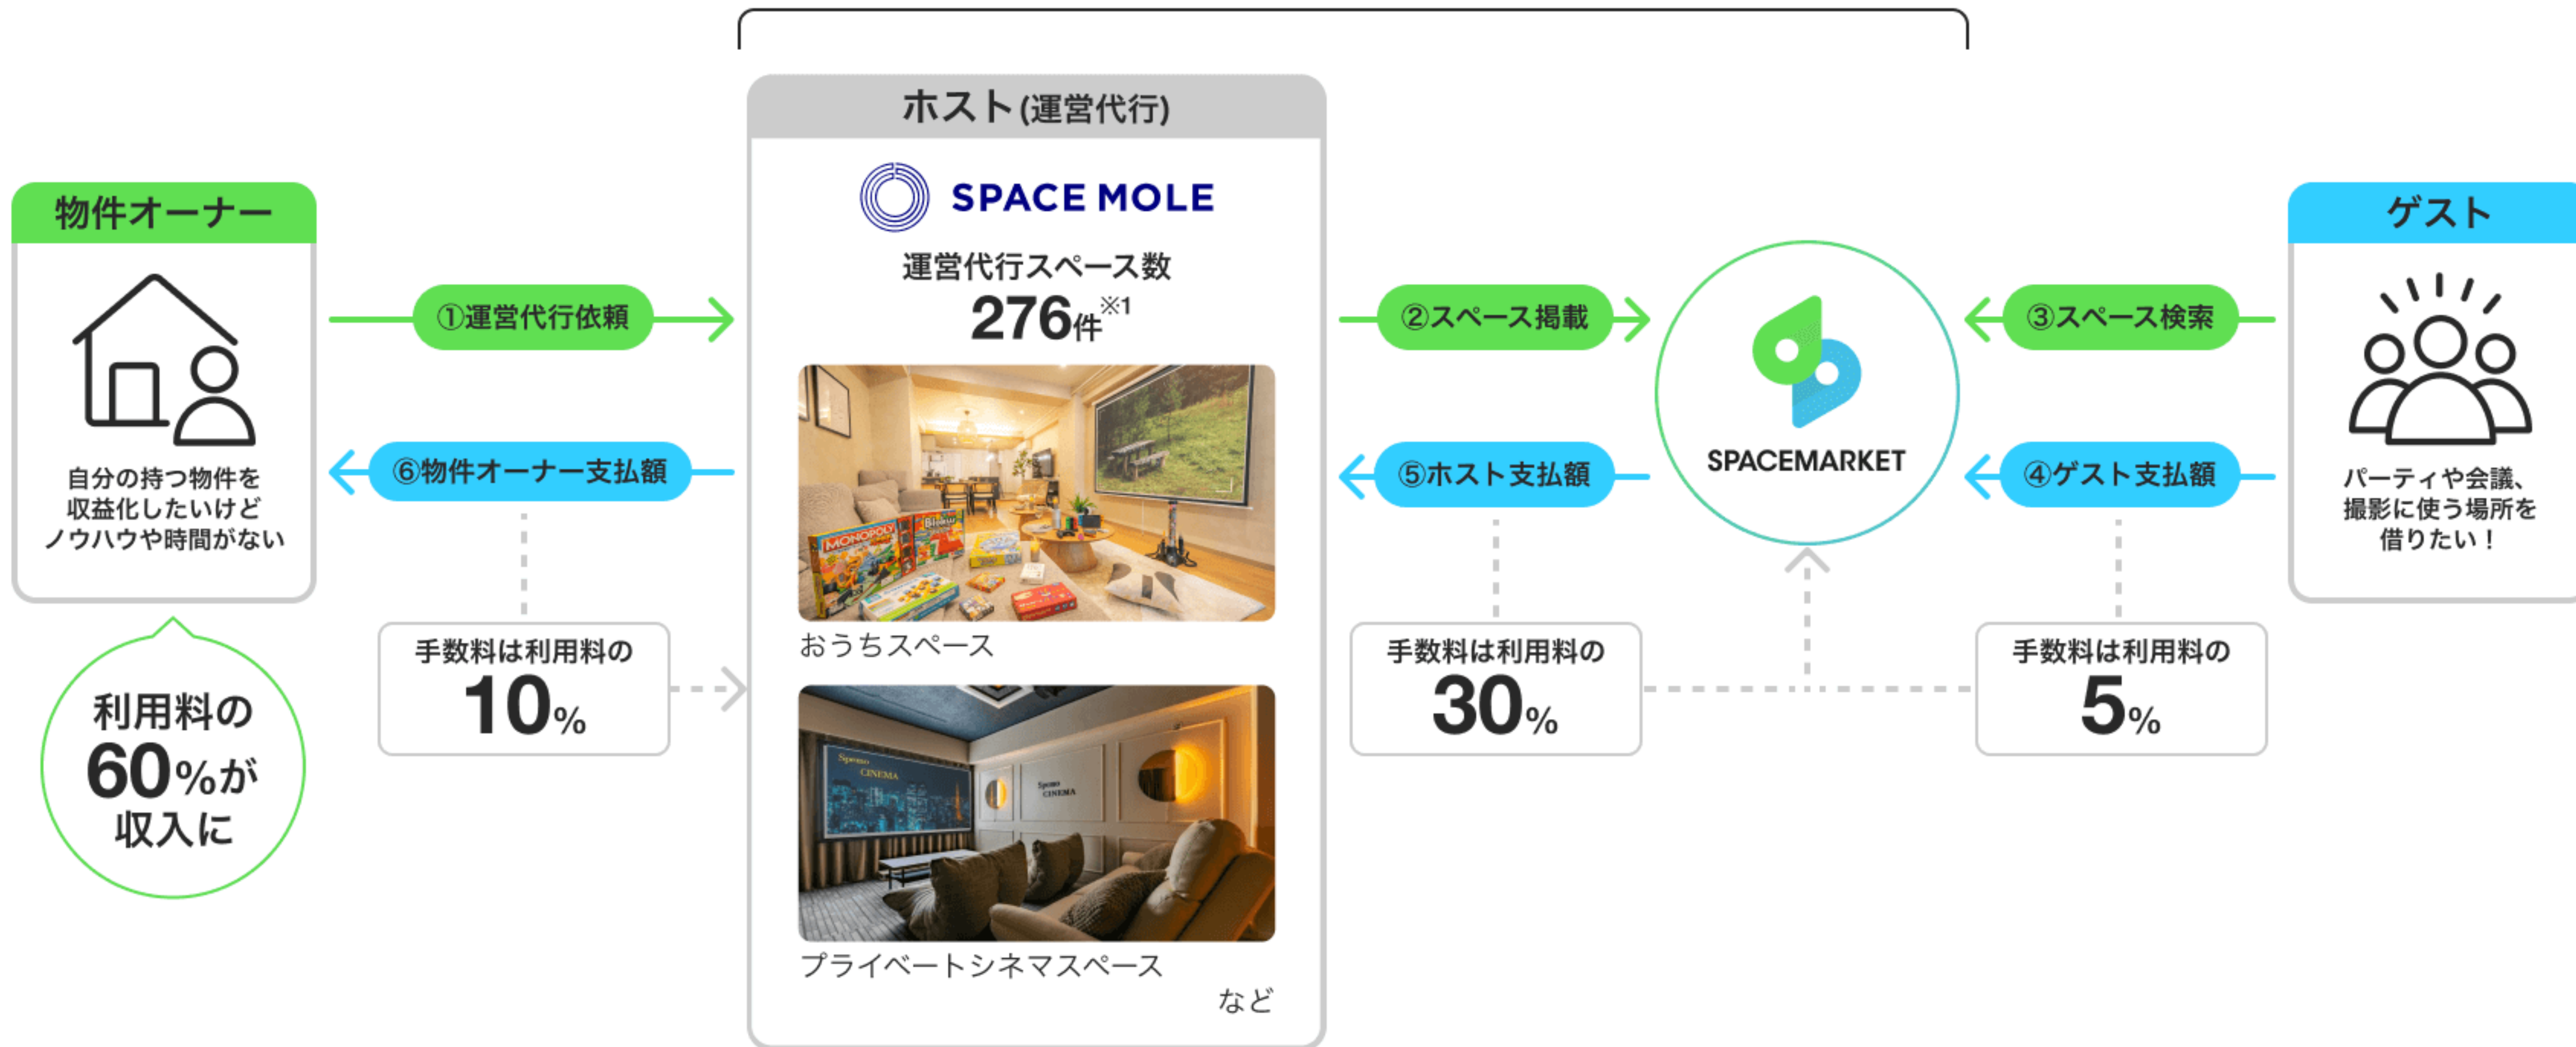 ホスト(運営代行)
SPACE MOLE
運営代行スペース数
276件※1
MONOPOLY
Blokus
おうちスペース
Spemo
CINEMA
Spemo
CINEMA
プライベートシネマスペース
など
物件オーナー
自分の持つ物件を
収益化したいけど
ノウハウや時間がない
利用料の
60%が
収入に
①運営代行依頼
⑥物件オーナー支払額
手数料は利用料の
10%
②スペース掲載
⑤ホスト支払額
手数料は利用料の
30%
SPACEMARKET
③スペース検索
④ゲスト支払額
手数料は利用料の
5%
ゲスト
パーティや会議、
撮影に使う場所を
借りたい！